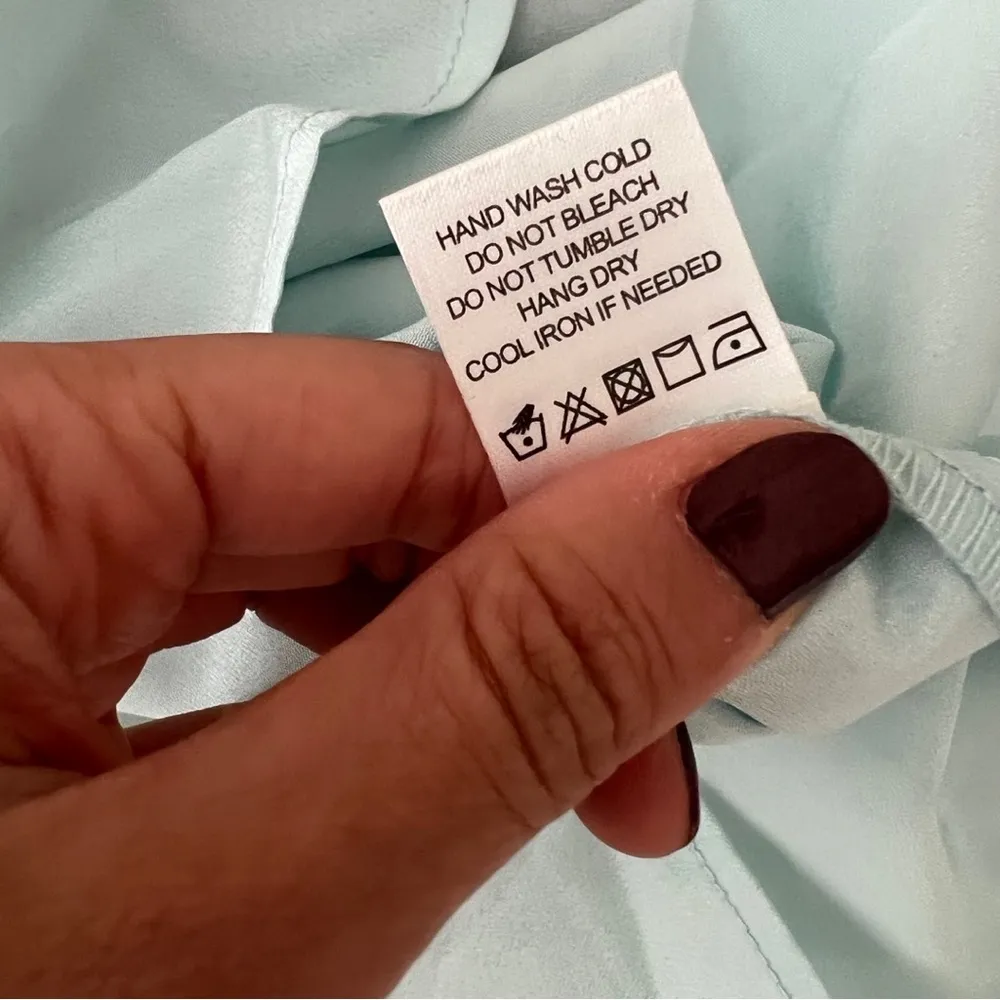 HAND WASH COLD
DO NOT BLEACH
DO NOT TUMBLE DRY
HANG DRY
COOL IRON IF NEEDED